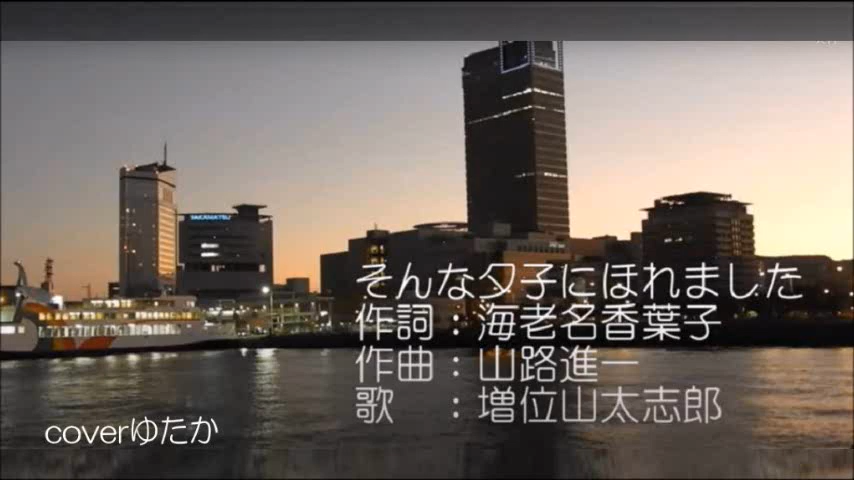 TAKAMATSU
そんな夕子にほれました
作詞：海老名香葉子
作曲：山路進一
歌　：増位山太志郎
coverゆたか